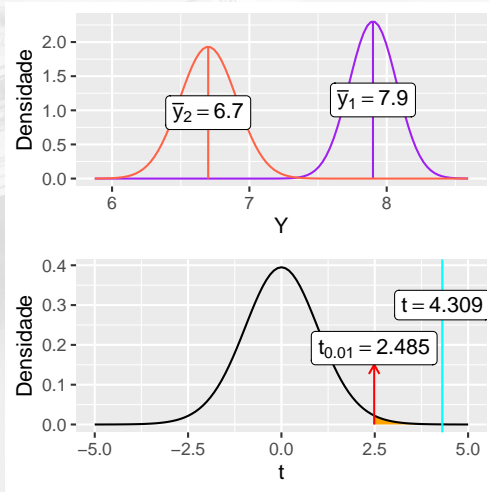 Densidade
2.0
1.5
1.0
0.5
0.0
y̅₂ = 6.7
y̅₁ = 7.9
6 7 8
Y
Densidade
0.4
0.3
0.2
0.1
0.0
t = 4.309
t₀.₀₁ = 2.485
−5.0 −2.5 0.0 2.5 5.0
t